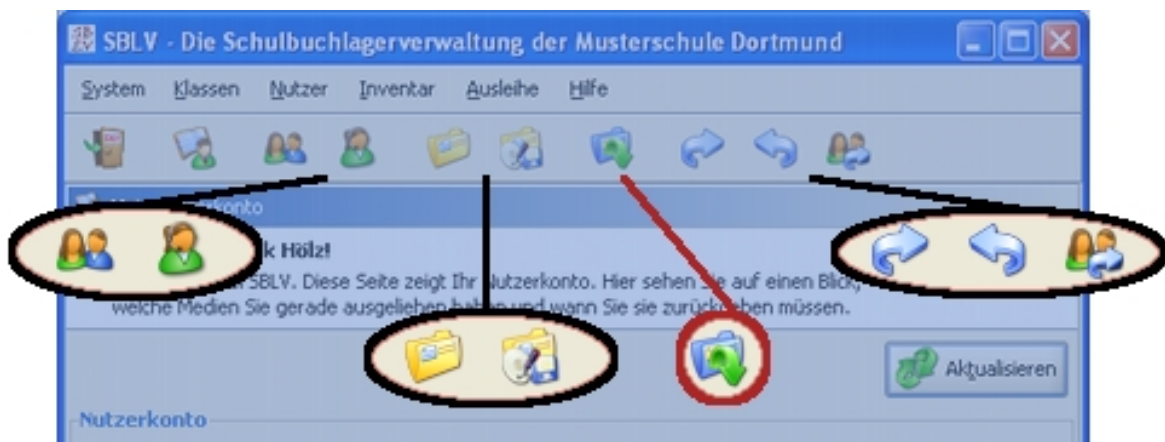 SBLV - Die Schulbuchlagerverwaltung der Musterschule Dortmund
System Klassen Nutzer Inventar Ausleihe Hilfe
k Hölz!
SBLV. Diese Seite zeigt Ihr Nutzerkonto. Hier sehen Sie auf einen Blick,
welche Medien Sie gerade ausgeliehen haben und wann Sie sie zurückgeben müssen.
Aktualisieren
Nutzerkonto